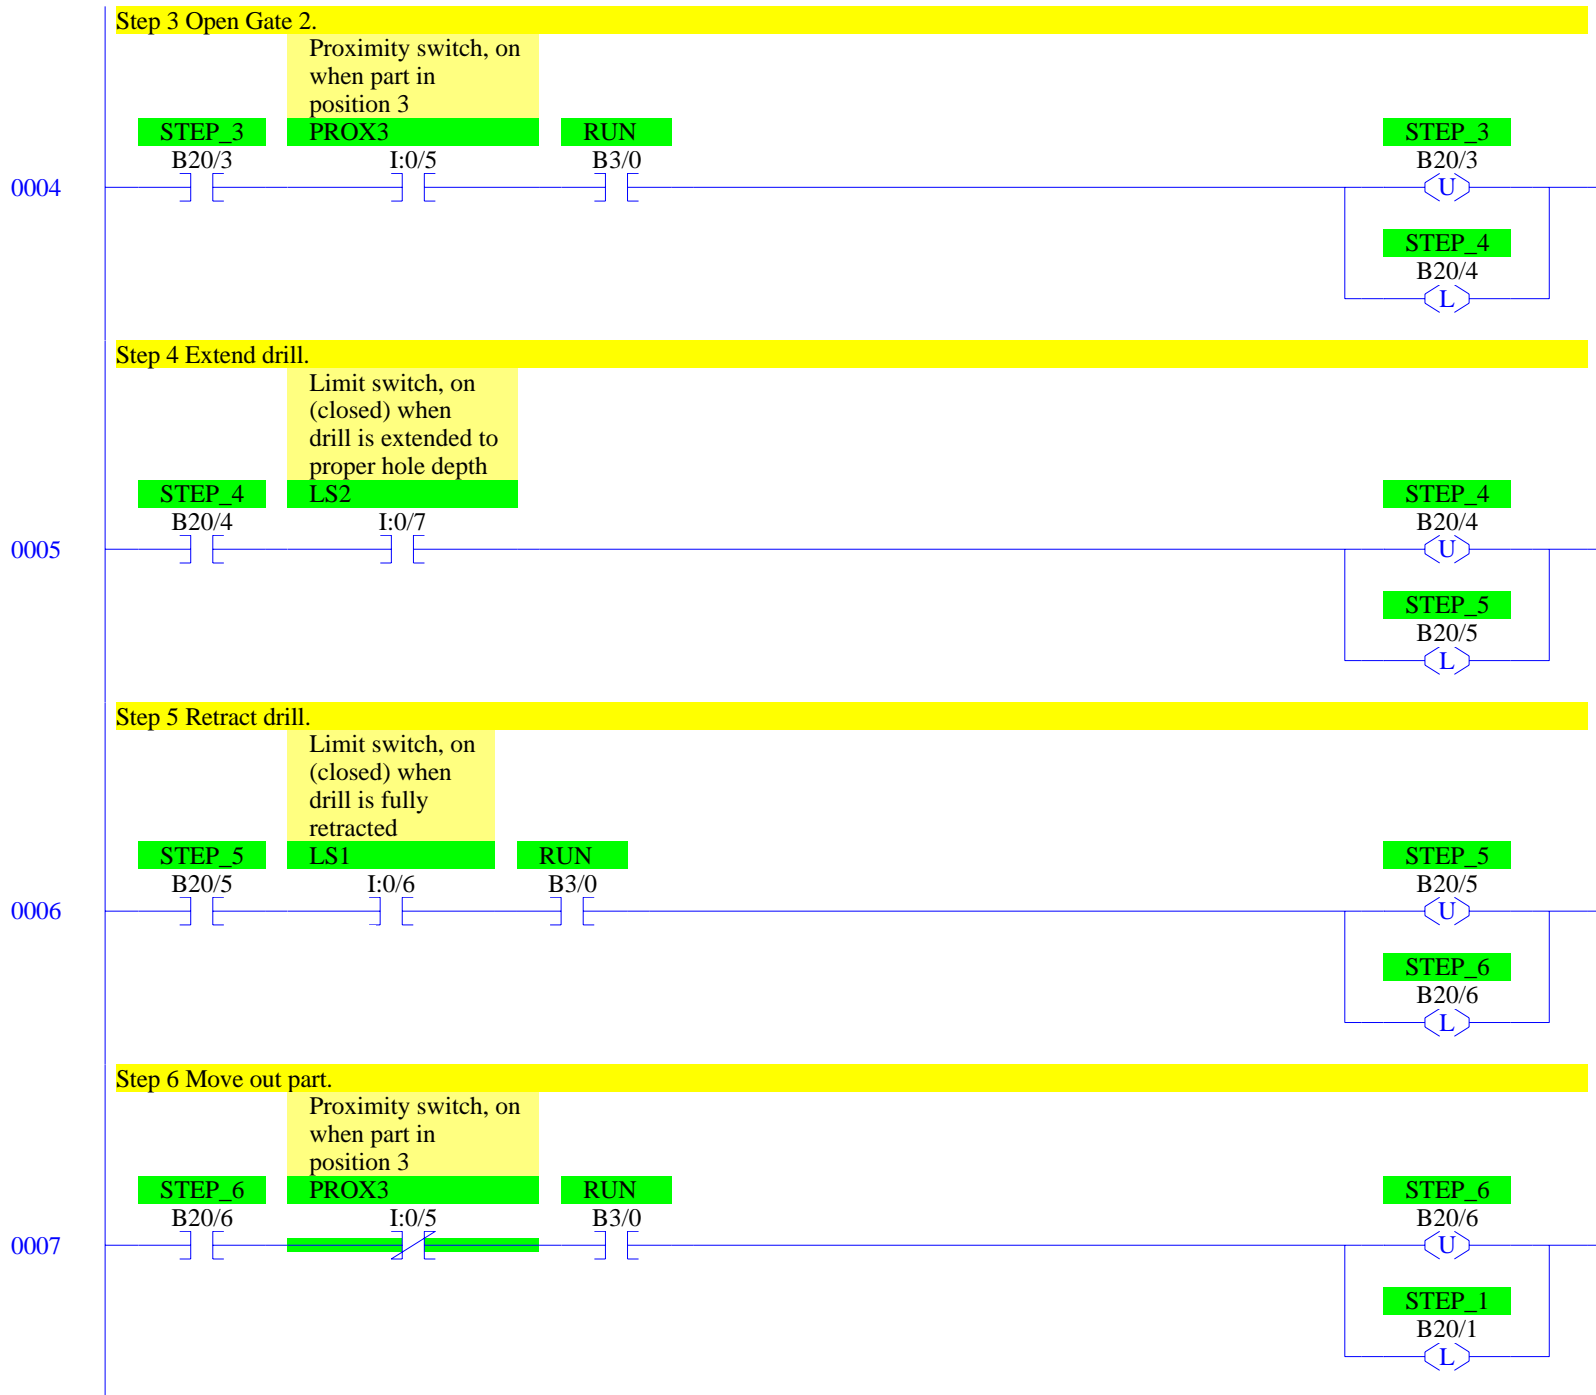 Step 3 Open Gate 2.
Proximity switch, on
when part in
position 3
STEP_3 PROX3 RUN STEP_3
B20/3 I:0/5 B3/0 B20/3
0004 U
STEP_4
B20/4
L
Step 4 Extend drill.
Limit switch, on
(closed) when
drill is extended to
proper hole depth
STEP_4 LS2 STEP_4
B20/4 I:0/7 B20/4
0005 U
STEP_5
B20/5
L
Step 5 Retract drill.
Limit switch, on
(closed) when
drill is fully
retracted
STEP_5 LS1 RUN STEP_5
B20/5 I:0/6 B3/0 B20/5
0006 U
STEP_6
B20/6
L
Step 6 Move out part.
Proximity switch, on
when part in
position 3
STEP_6 PROX3 RUN STEP_6
B20/6 I:0/5 B3/0 B20/6
0007 U
STEP_1
B20/1
L